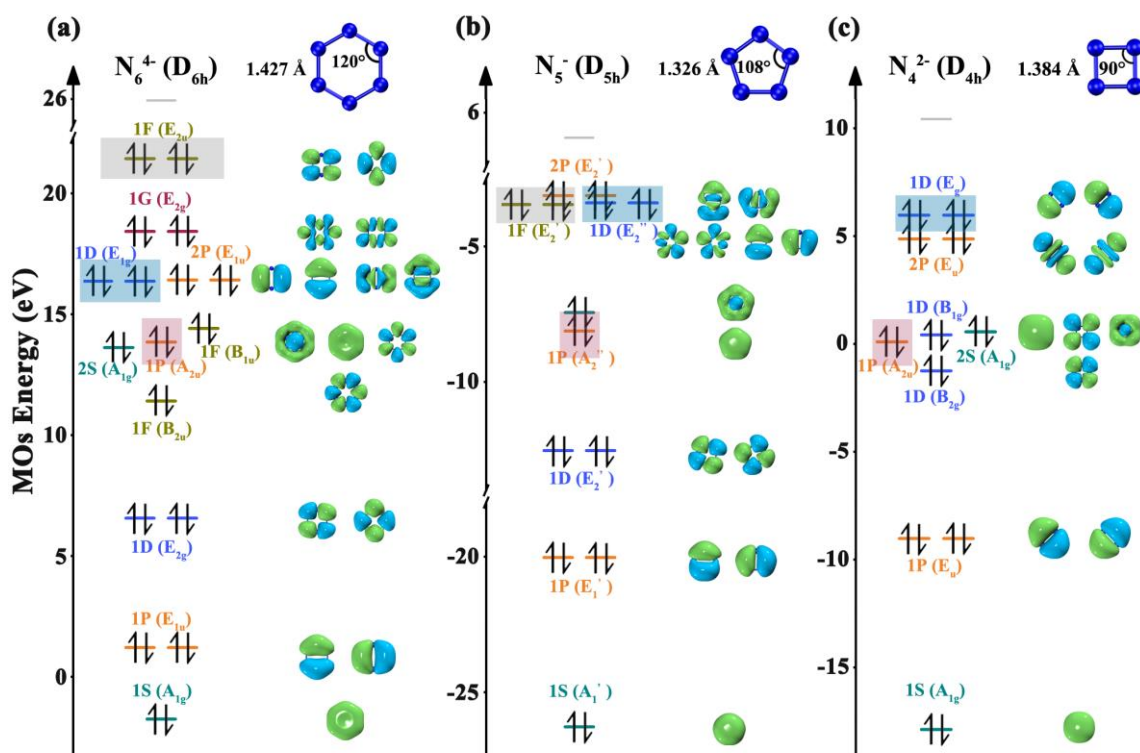 (a)
N₆⁴⁻ (D₆ₕ)
1.427 Å
120°
MOs Energy (eV)
26
20
15
10
5
0
1F (E₂ᵤ)
1G (E₂g)
1D (E₁g)
2P (E₁ᵤ)
2S (A₁g)
1P (A₂ᵤ)
1F (B₁ᵤ)
1F (B₂ᵤ)
1D (E₂g)
1P (E₁ᵤ)
1S (A₁g)
(b)
N₅⁻ (D₅ₕ)
1.326 Å
108°
6
-5
-10
-20
-25
2P (E₂')
1F (E₂')
1D (E₂'')
1P (A₂'')
1D (E₂')
1P (E₁')
1S (A₁')
(c)
N₄²⁻ (D₄ₕ)
1.384 Å
90°
10
5
0
-5
-10
-15
1D (Eg)
2P (Eᵤ)
1D (B₁g)
1P (A₂ᵤ)
2S (A₁g)
1D (B₂g)
1P (Eᵤ)
1S (A₁g)